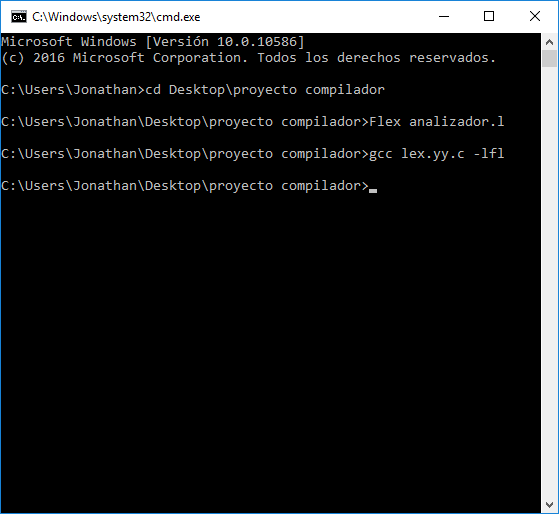 C:\Windows\system32\cmd.exe
Microsoft Windows [Versión 10.0.10586]
(c) 2016 Microsoft Corporation. Todos los derechos reservados.
C:\Users\Jonathan>cd Desktop\proyecto compilador
C:\Users\Jonathan\Desktop\proyecto compilador>Flex analizador.l
C:\Users\Jonathan\Desktop\proyecto compilador>gcc lex.yy.c -lfl
C:\Users\Jonathan\Desktop\proyecto compilador>